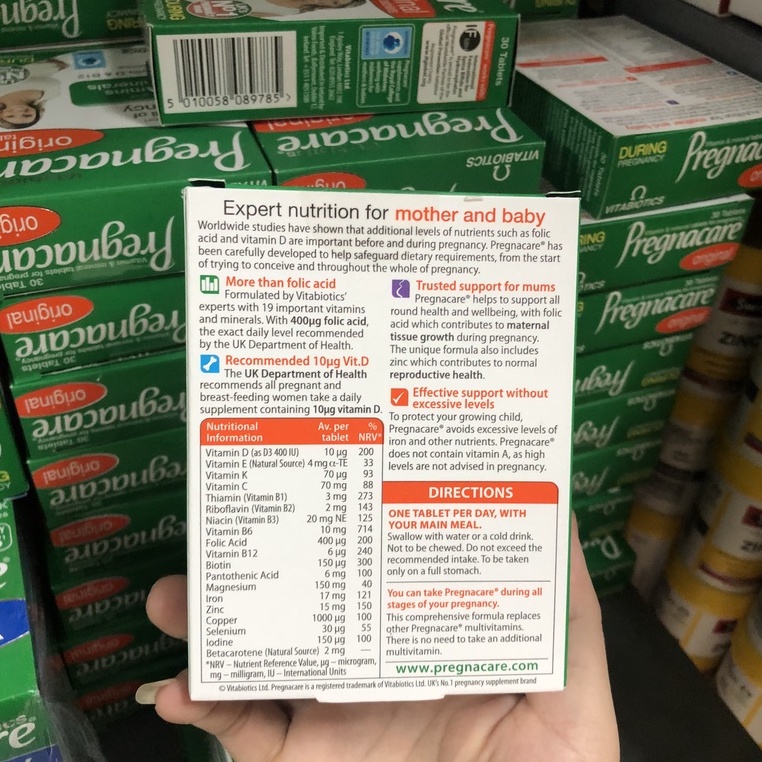 5 010058 089785 >
30 Tablets
Vitabiotics Ltd
Pregnacare
original
VITABIOTICS
DURING
PREGNANCY
Expert nutrition for mother and baby
Worldwide studies have shown that additional levels of nutrients such as folic
acid and vitamin D are important before and during pregnancy. Pregnacare® has
been carefully developed to help safeguard dietary requirements, from the start
of trying to conceive and throughout the whole of pregnancy.
More than folic acid
Formulated by Vitabiotics'
experts with 19 important vitamins
and minerals. With 400µg folic acid,
the exact daily level recommended
by the UK Department of Health.
Recommended 10µg Vit.D
The UK Department of Health
recommends all pregnant and
breast-feeding women take a daily
supplement containing 10µg vitamin D.
Nutritional Information Av. per tablet % NRV*
Vitamin D (as D3 400 IU) 10 µg 200
Vitamin E (Natural Source) 4 mg α-TE 33
Vitamin K 70 µg 93
Vitamin C 70 mg 88
Thiamin (Vitamin B1) 3 mg 273
Riboflavin (Vitamin B2) 2 mg 143
Niacin (Vitamin B3) 20 mg NE 125
Vitamin B6 10 mg 714
Folic Acid 400 µg 200
Vitamin B12 6 µg 240
Biotin 150 µg 300
Pantothenic Acid 6 mg 100
Magnesium 150 mg 40
Iron 17 mg 121
Zinc 15 mg 150
Copper 1000 µg 100
Selenium 30 µg 55
Iodine 150 µg 100
Betacarotene (Natural Source) 2 mg —
*NRV – Nutrient Reference Value, µg – microgram,
mg – milligram, IU – International Units
Trusted support for mums
Pregnacare® helps to support all
round health and wellbeing, with folic
acid which contributes to maternal
tissue growth during pregnancy.
The unique formula also includes
zinc which contributes to normal
reproductive health.
Effective support without
excessive levels
To protect your growing child,
Pregnacare® avoids excessive levels of
iron and other nutrients. Pregnacare®
does not contain vitamin A, as high
levels are not advised in pregnancy.
DIRECTIONS
ONE TABLET PER DAY, WITH
YOUR MAIN MEAL.
Swallow with water or a cold drink.
Not to be chewed. Do not exceed the
recommended intake. To be taken
only on a full stomach.
You can take Pregnacare® during all
stages of your pregnancy.
This comprehensive formula replaces
other Pregnacare® multivitamins.
There is no need to take an additional
multivitamin.
www.pregnacare.com
© Vitabiotics Ltd. Pregnacare is a registered trademark of Vitabiotics Ltd. UK's No.1 pregnancy supplement brand